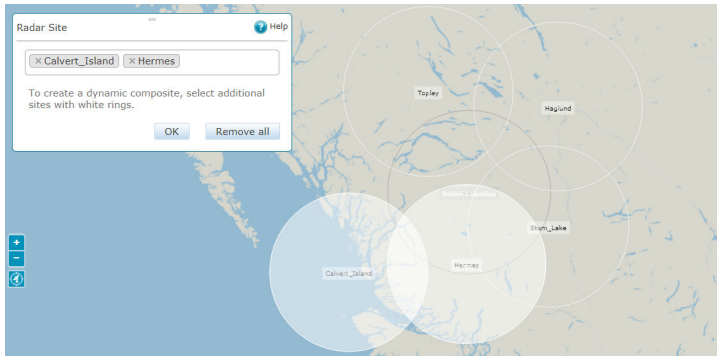 Radar Site
Help
× Calvert_Island × Hermes
To create a dynamic composite, select additional
sites with white rings.
OK Remove all
Topley
Haglund
Stum_Lake
Hermes
Calvert_Island
+
−